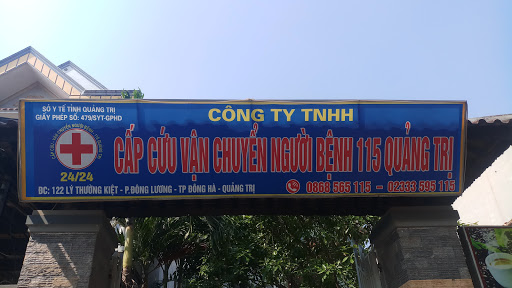 SỞ Y TẾ TỈNH QUẢNG TRỊ
GIẤY PHÉP SỐ: 479/SYT-GPHĐ
CÔNG TY TNHH
CẤP CỨU VẬN CHUYỂN NGƯỜI BỆNH 115 QUẢNG TRỊ
24/24
ĐC: 122 LÝ THƯỜNG KIỆT - P.ĐÔNG LƯƠNG - TP ĐÔNG HÀ - QUẢNG TRỊ
0868 565 115 - 02333 595 115